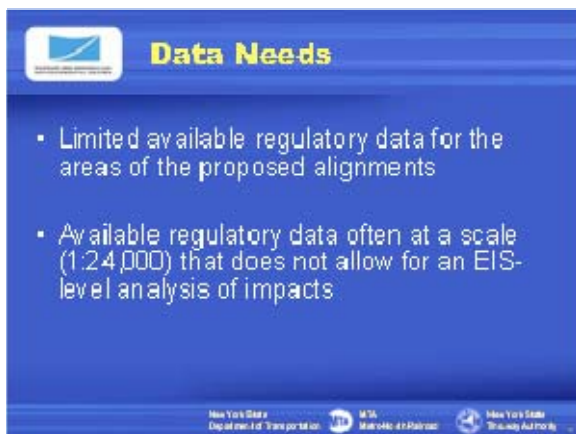 Data Needs
• Limited available regulatory data for the
areas of the proposed alignments
• Available regulatory data often at a scale
(1:24,000) that does not allow for an EIS-
level analysis of impacts
New York State
Department of Transportation
MTA
MTA
Metro-North Railroad
New York State
Thruway Authority